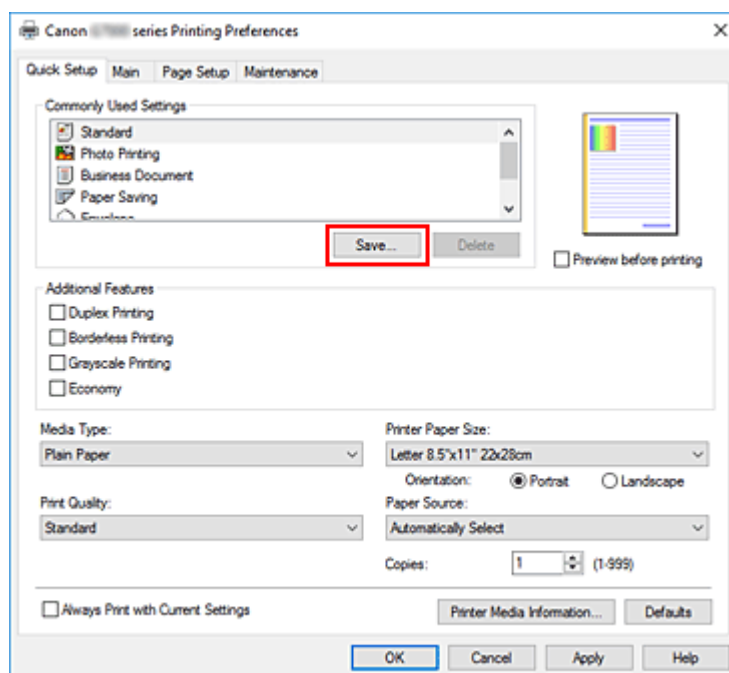 Canon series Printing Preferences
Quick Setup Main Page Setup Maintenance
Commonly Used Settings
Standard
Photo Printing
Business Document
Paper Saving
Envelope
Save... Delete
Preview before printing
Additional Features
Duplex Printing
Borderless Printing
Grayscale Printing
Economy
Media Type:
Plain Paper
Printer Paper Size:
Letter 8.5"x11" 22x28cm
Orientation: Portrait Landscape
Print Quality:
Standard
Paper Source:
Automatically Select
Copies: 1 (1-999)
Always Print with Current Settings
Printer Media Information... Defaults
OK Cancel Apply Help